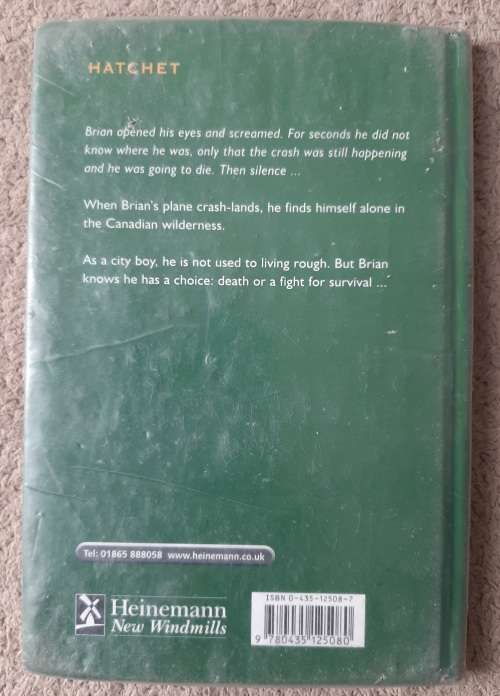 HATCHET
Brian opened his eyes and screamed. For seconds he did not
know where he was, only that the crash was still happening
and he was going to die. Then silence ...
When Brian's plane crash-lands, he finds himself alone in
the Canadian wilderness.
As a city boy, he is not used to living rough. But Brian
knows he has a choice: death or a fight for survival ...
Tel: 01865 888058 www.heinemann.co.uk
Heinemann
New Windmills
ISBN 0-435-12508-7
9 780435 125080